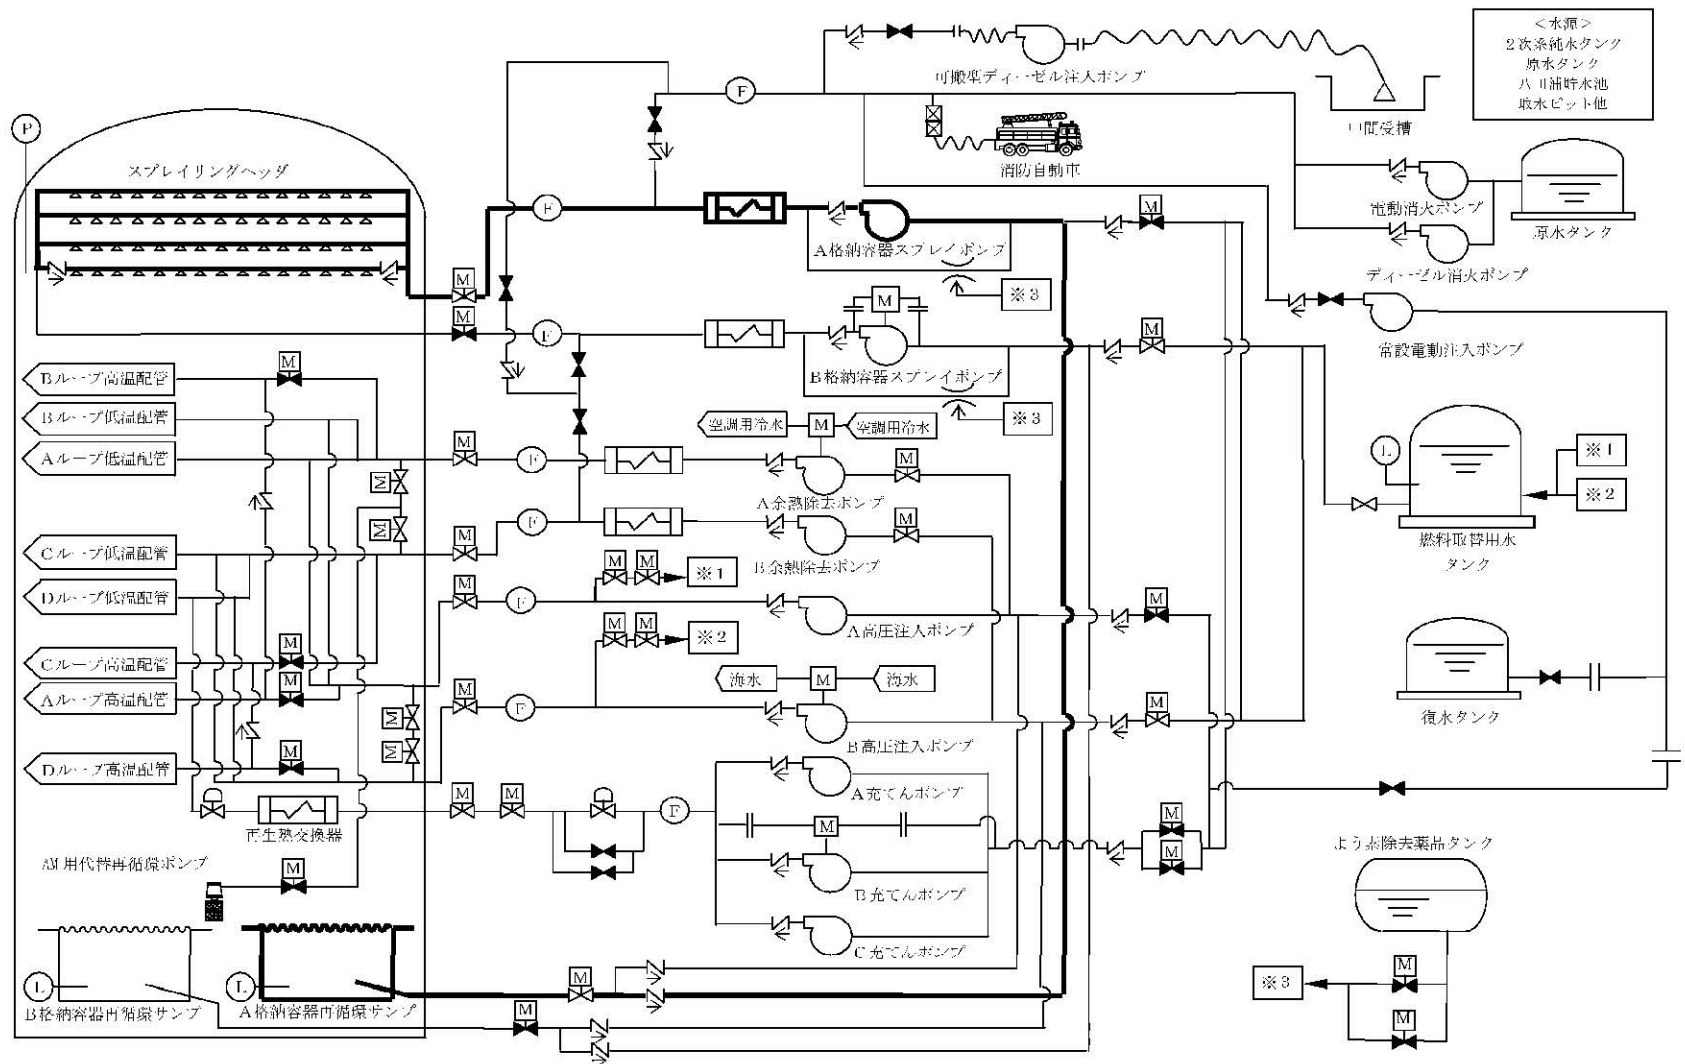 ＜水源＞
２次系純水タンク
原水タンク
八田浦貯水池
取水ピット他
可搬型ディーゼル注入ポンプ
中間受槽
F
P
消防自動車
スプレイリングヘッダ
M
電動消火ポンプ
原水タンク
F
A格納容器スプレイポンプ
ディーゼル消火ポンプ
M
※3
M
M
F
M
常設電動注入ポンプ
Bループ高温配管
M
B格納容器スプレイポンプ
Bループ低温配管
※3
空調用冷水
M
空調用冷水
Aループ低温配管
M
F
M
L
※1
M
※2
A余熱除去ポンプ
M
M
F
M
Cループ低温配管
燃料取替用水
タンク
B余熱除去ポンプ
M
M
※1
Dループ低温配管
M
F
M
A高圧注入ポンプ
M
M
※2
Cループ高温配管
M
海水
M
海水
Aループ高温配管
M
M
F
M
M
復水タンク
B高圧注入ポンプ
M
Dループ高温配管
M
A充てんポンプ
M
M
F
M
再生熱交換器
M
M
よう素除去薬品タンク
AM用代替再循環ポンプ
M
B充てんポンプ
C充てんポンプ
M
M
※3
L
L
B格納容器再循環サンプ
A格納容器再循環サンプ
M
M